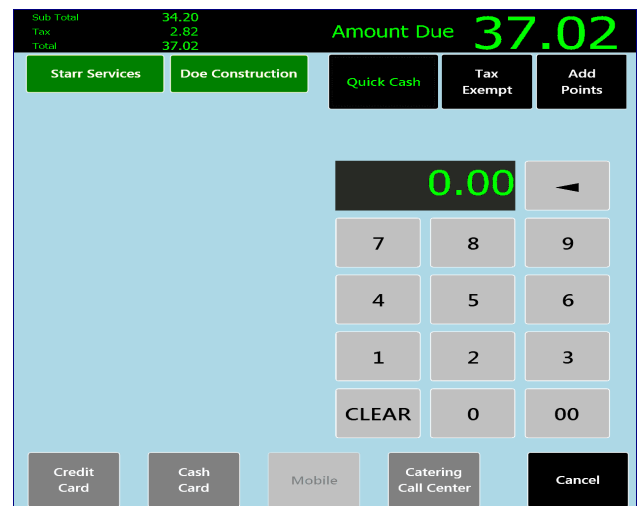 Sub Total 34.20
Tax 2.82
Total 37.02
Amount Due 37.02
Starr Services
Doe Construction
Quick Cash
Tax
Exempt
Add
Points
0.00
7 8 9
4 5 6
1 2 3
CLEAR 0 00
Credit
Card
Cash
Card
Mobile
Catering
Call Center
Cancel